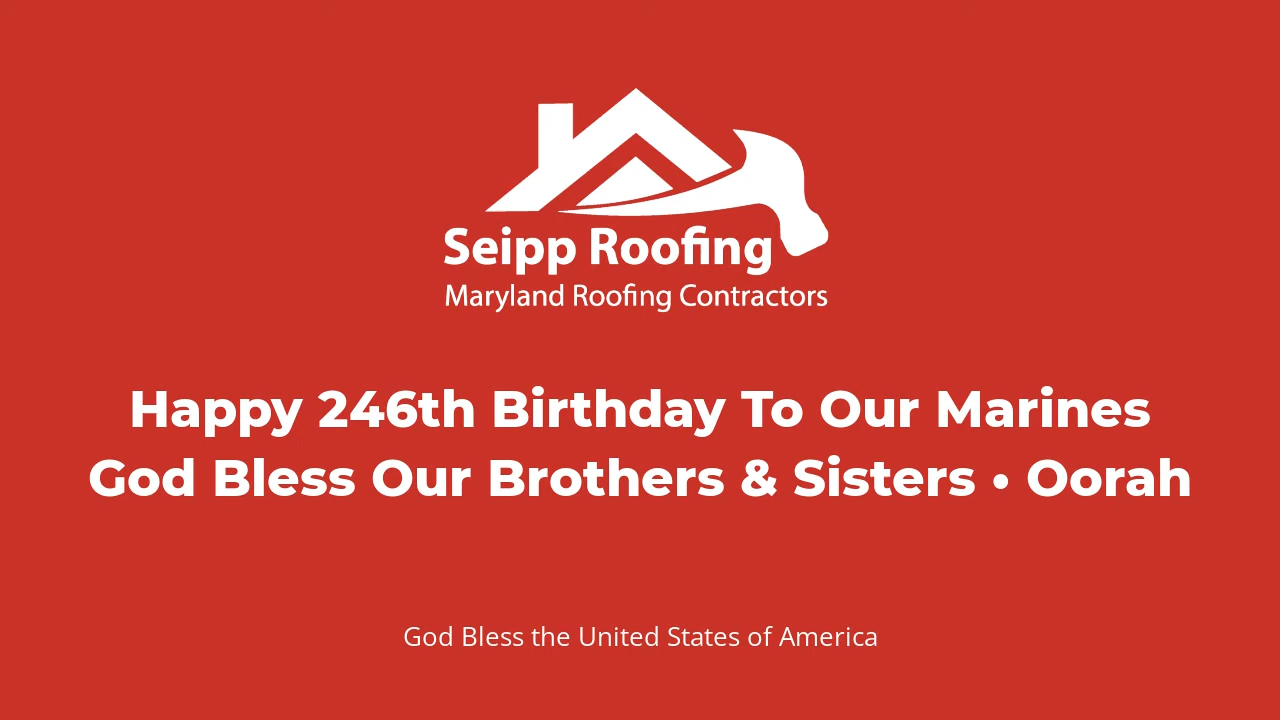 Seipp Roofing
Maryland Roofing Contractors
Happy 246th Birthday To Our Marines
God Bless Our Brothers & Sisters • Oorah
God Bless the United States of America